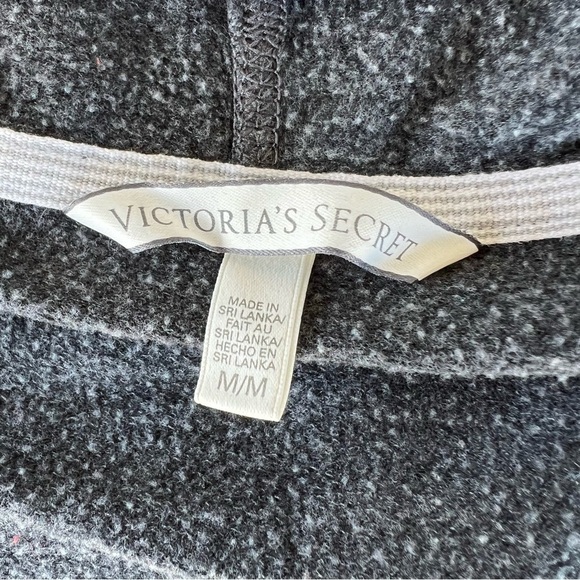 VICTORIA'S SECRET
MADE IN
SRI LANKA/
FAIT AU
SRI LANKA/
HECHO EN
SRI LANKA
M/M